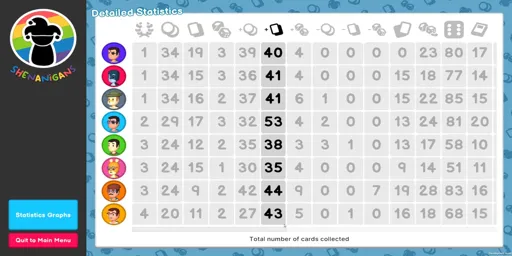 Detailed Statistics
SHENANIGANS
1 34 19 3 39 40 4 0 0 0 0 23 80 17
1 34 15 3 36 41 4 0 0 0 15 18 77 14
1 34 16 2 37 41 6 1 0 0 15 22 85 15
2 29 17 3 32 53 4 2 0 0 13 24 81 20
3 24 12 2 35 38 3 3 1 0 13 17 58 10
3 24 15 1 30 35 4 0 0 0 9 14 51 11
3 24 9 2 42 44 9 0 0 7 19 28 83 16
4 20 11 2 27 43 5 0 1 0 16 18 68 15
Statistics Graphs
Quit to Main Menu
Total number of cards collected